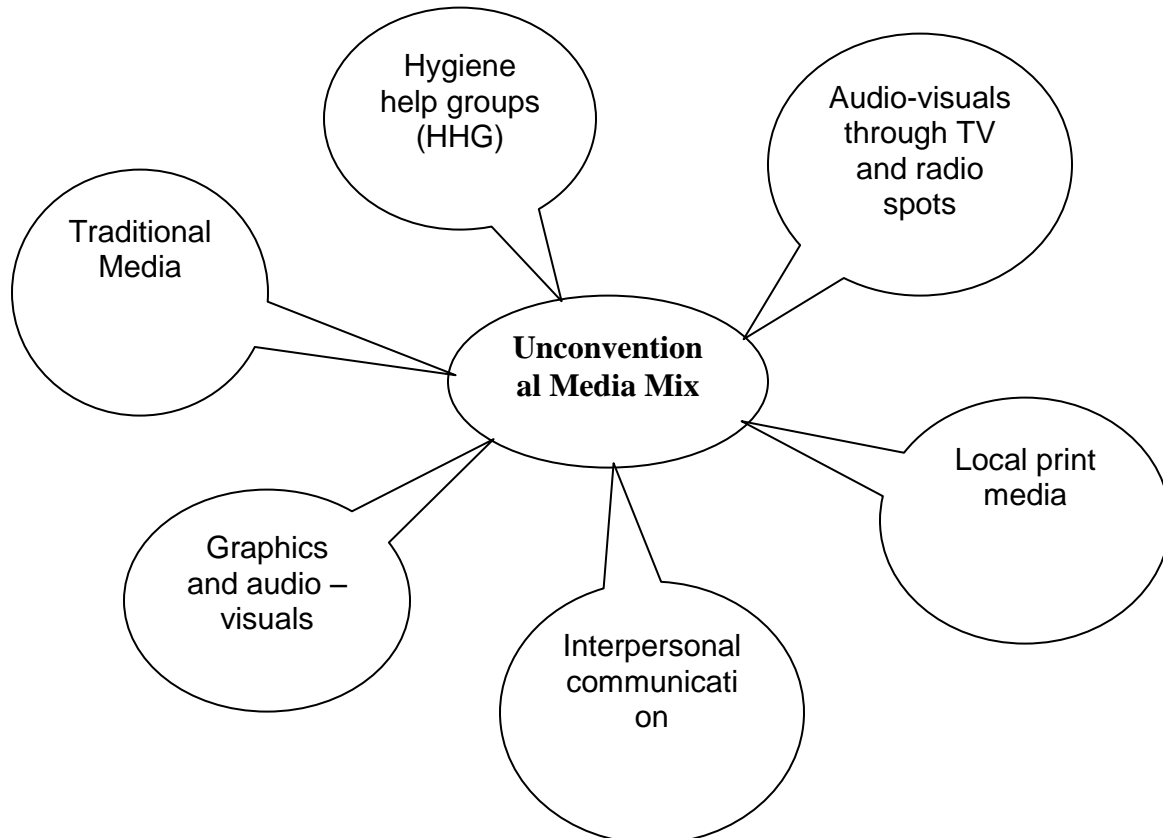 Hygiene
help groups
(HHG)
Audio-visuals
through TV
and radio
spots
Traditional
Media
Unconvention
al Media Mix
Local print
media
Graphics
and audio –
visuals
Interpersonal
communicati
on